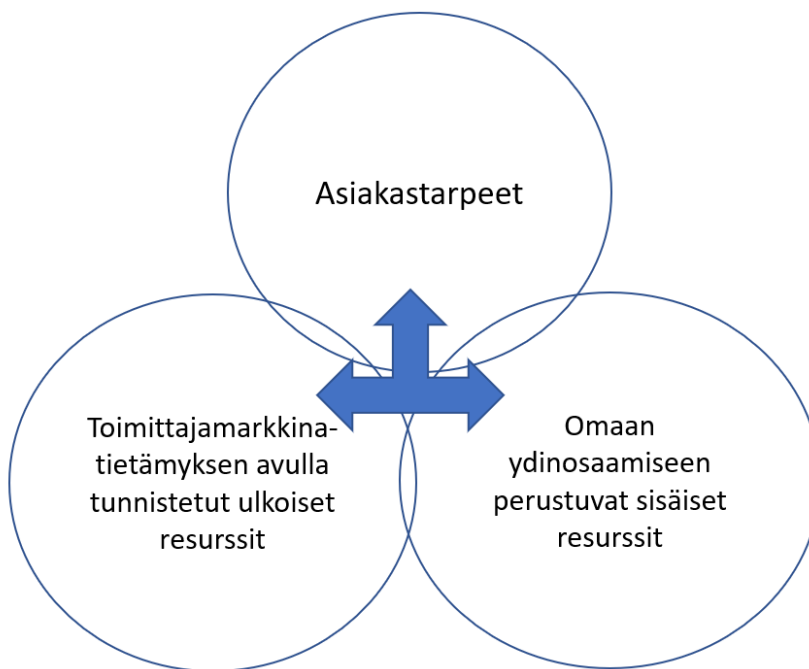 Asiakastarpeet
Toimittajamarkkina-
tietämyksen avulla
tunnistetut ulkoiset
resurssit
Omaan
ydinosaamiseen
perustuvat sisäiset
resurssit